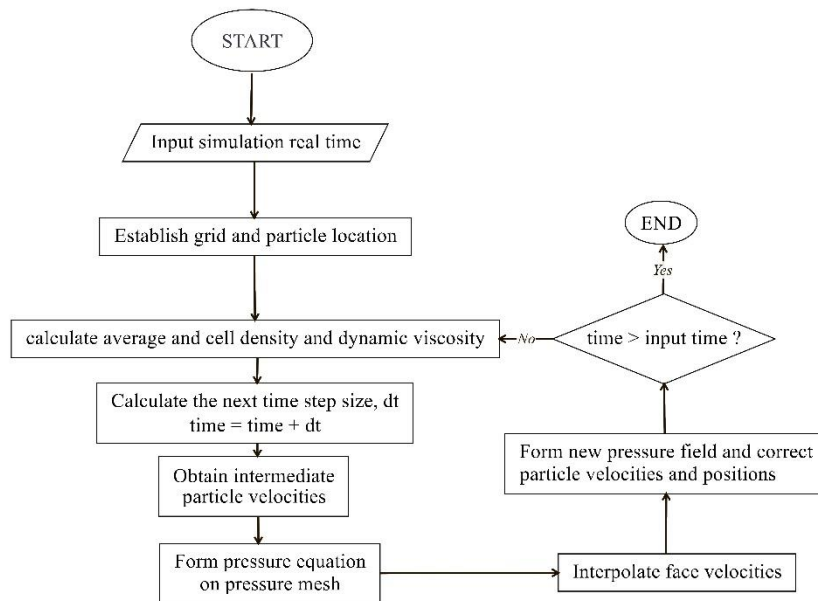 START
Input simulation real time
Establish grid and particle location
calculate average and cell density and dynamic viscosity
Calculate the next time step size, dt
time = time + dt
Obtain intermediate
particle velocities
Form pressure equation
on pressure mesh
Interpolate face velocities
Form new pressure field and correct
particle velocities and positions
time > input time ?
No
Yes
END